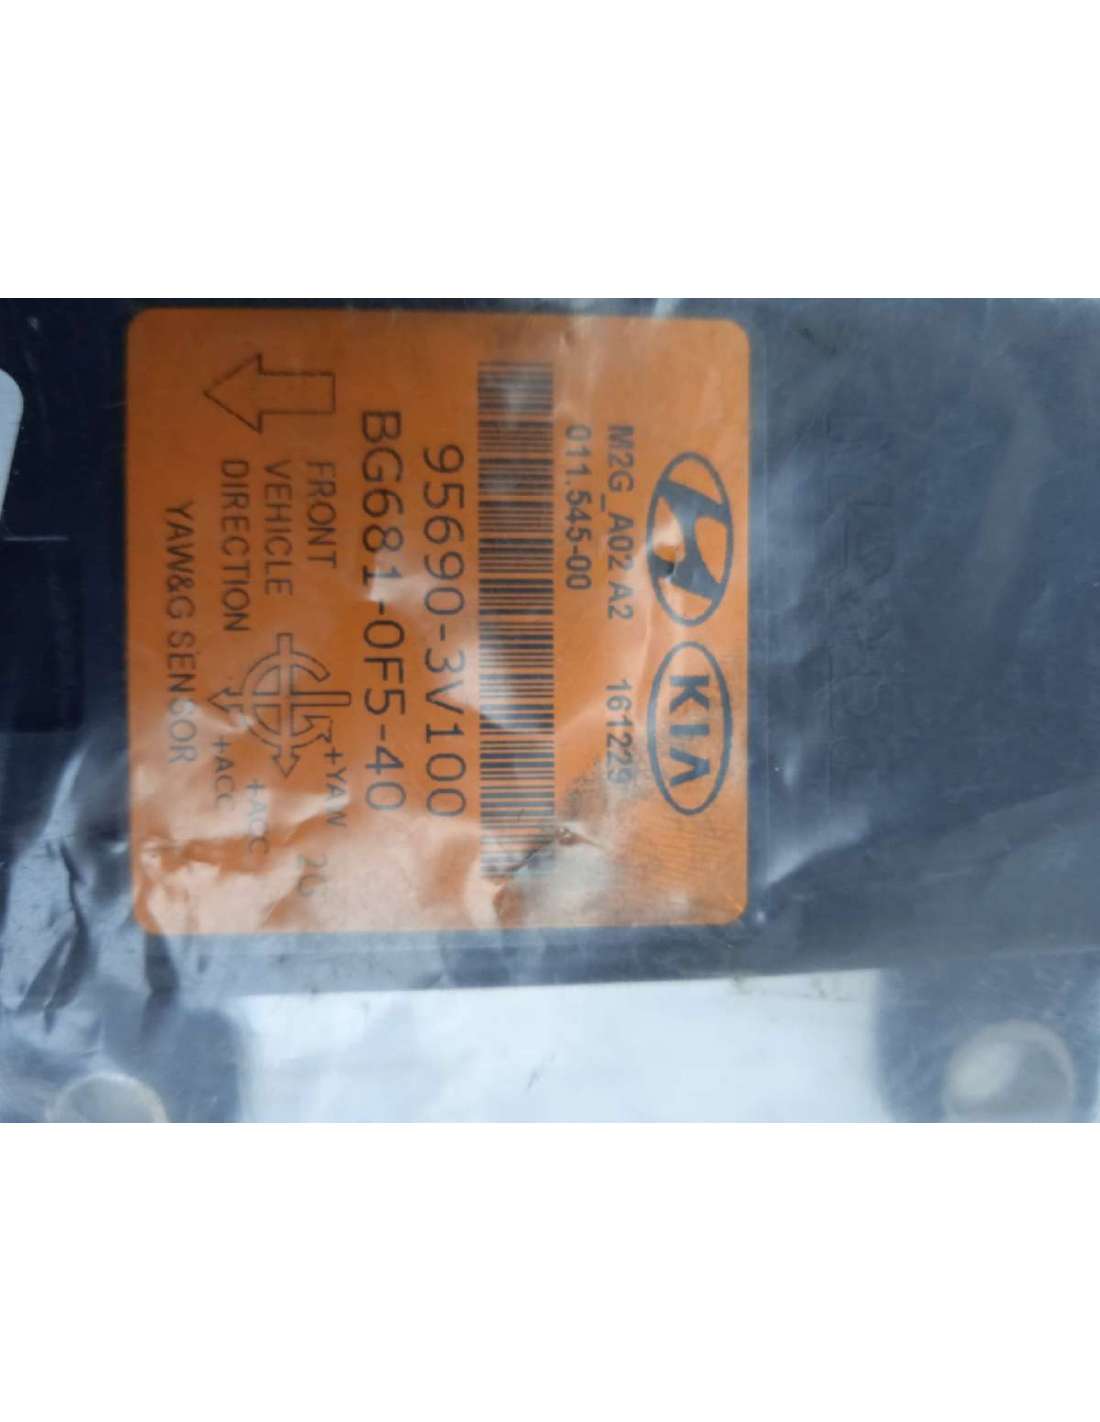 KIA
M2G_A02 A2 161229
011.545-00
95690-3V100
BG681-0F5-40
FRONT
VEHICLE
DIRECTION
+YAW
+ACC
+ACC
YAW&G SENSOR